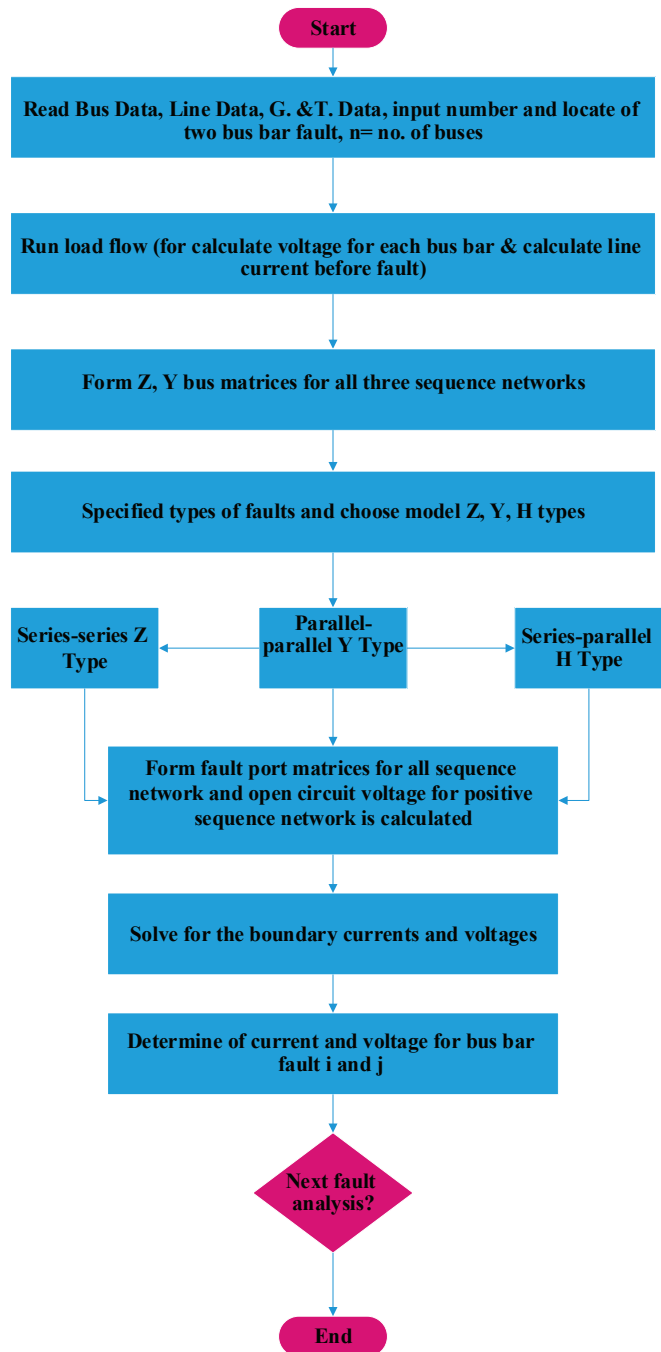 Start
Read Bus Data, Line Data, G. &T. Data, input number and locate of
two bus bar fault, n= no. of buses
Run load flow (for calculate voltage for each bus bar & calculate line
current before fault)
Form Z, Y bus matrices for all three sequence networks
Specified types of faults and choose model Z, Y, H types
Series-series Z
Type
Parallel-
parallel Y Type
Series-parallel
H Type
Form fault port matrices for all sequence
network and open circuit voltage for positive
sequence network is calculated
Solve for the boundary currents and voltages
Determine of current and voltage for bus bar
fault i and j
Next fault
analysis?
End